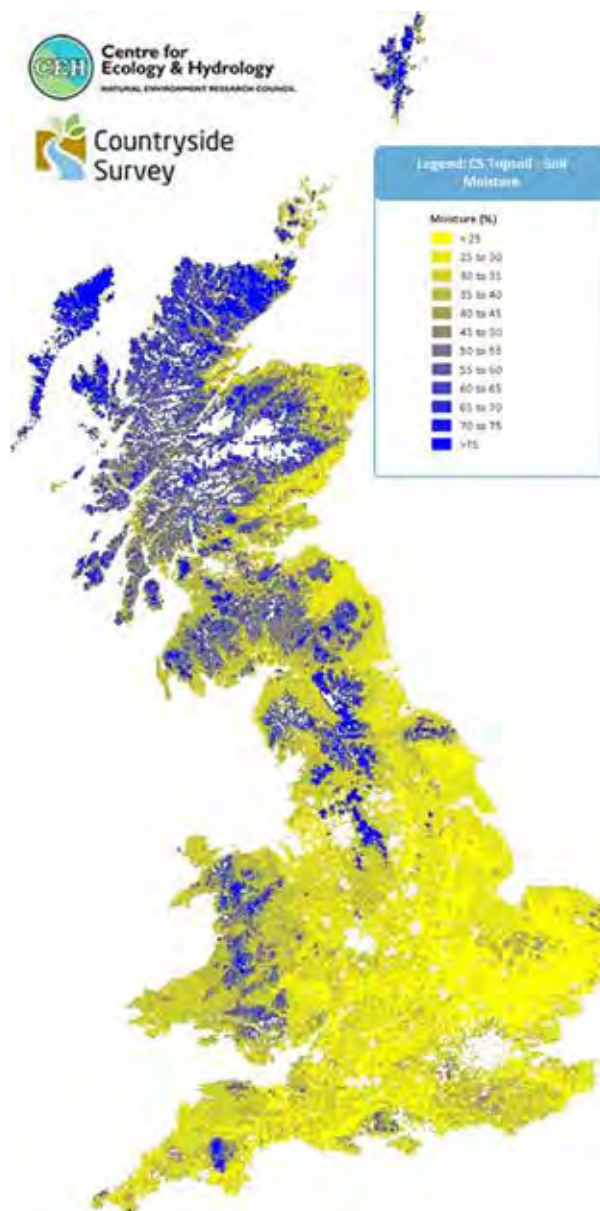 CEH
Centre for
Ecology & Hydrology
NATURAL ENVIRONMENT RESEARCH COUNCIL
Countryside
Survey
Legend: CS Topsoil - Soil
Moisture
Moisture (%)
< 25
25 to 30
30 to 35
35 to 40
40 to 45
45 to 50
50 to 55
55 to 60
60 to 65
65 to 70
70 to 75
>75